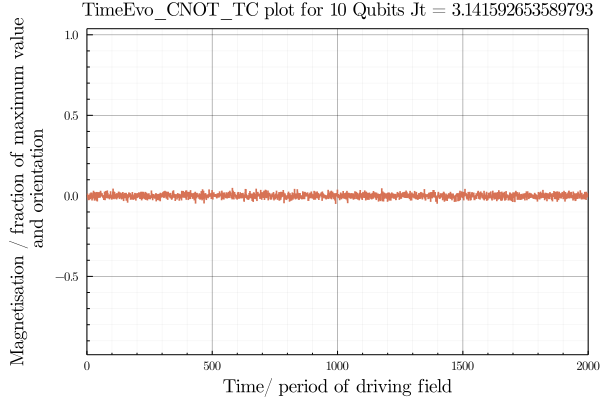 TimeEvo_CNOT_TC plot for 10 Qubits Jt = 3.141592653589793
Magnetisation / fraction of maximum value
and orientation
1.0
0.5
0.0
−0.5
0
500
1000
1500
2000
Time/ period of driving field